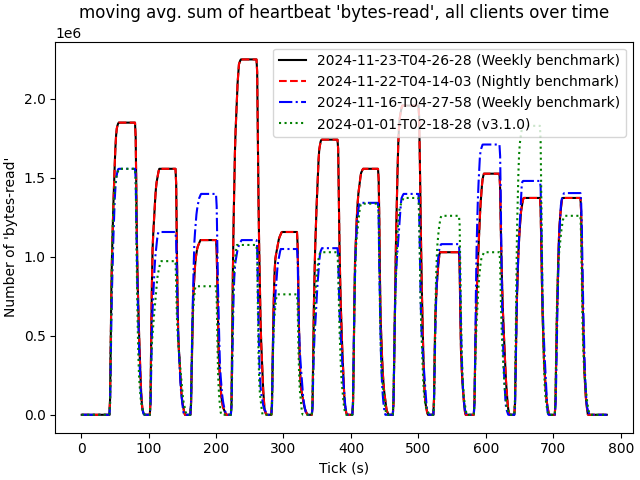 moving avg. sum of heartbeat 'bytes-read', all clients over time
1e6
2024-11-23-T04-26-28 (Weekly benchmark)
2024-11-22-T04-14-03 (Nightly benchmark)
2024-11-16-T04-27-58 (Weekly benchmark)
2024-01-01-T02-18-28 (v3.1.0)
Number of 'bytes-read'
2.0
1.5
1.0
0.5
0.0
0 100 200 300 400 500 600 700 800
Tick (s)